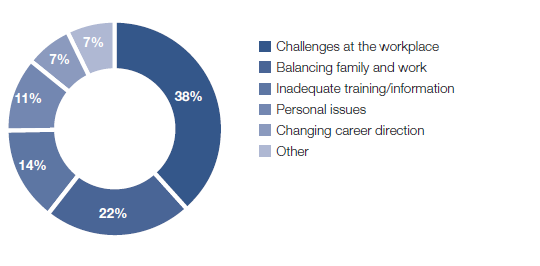 7%
7%
38%
11%
14%
22%
Challenges at the workplace
Balancing family and work
Inadequate training/information
Personal issues
Changing career direction
Other